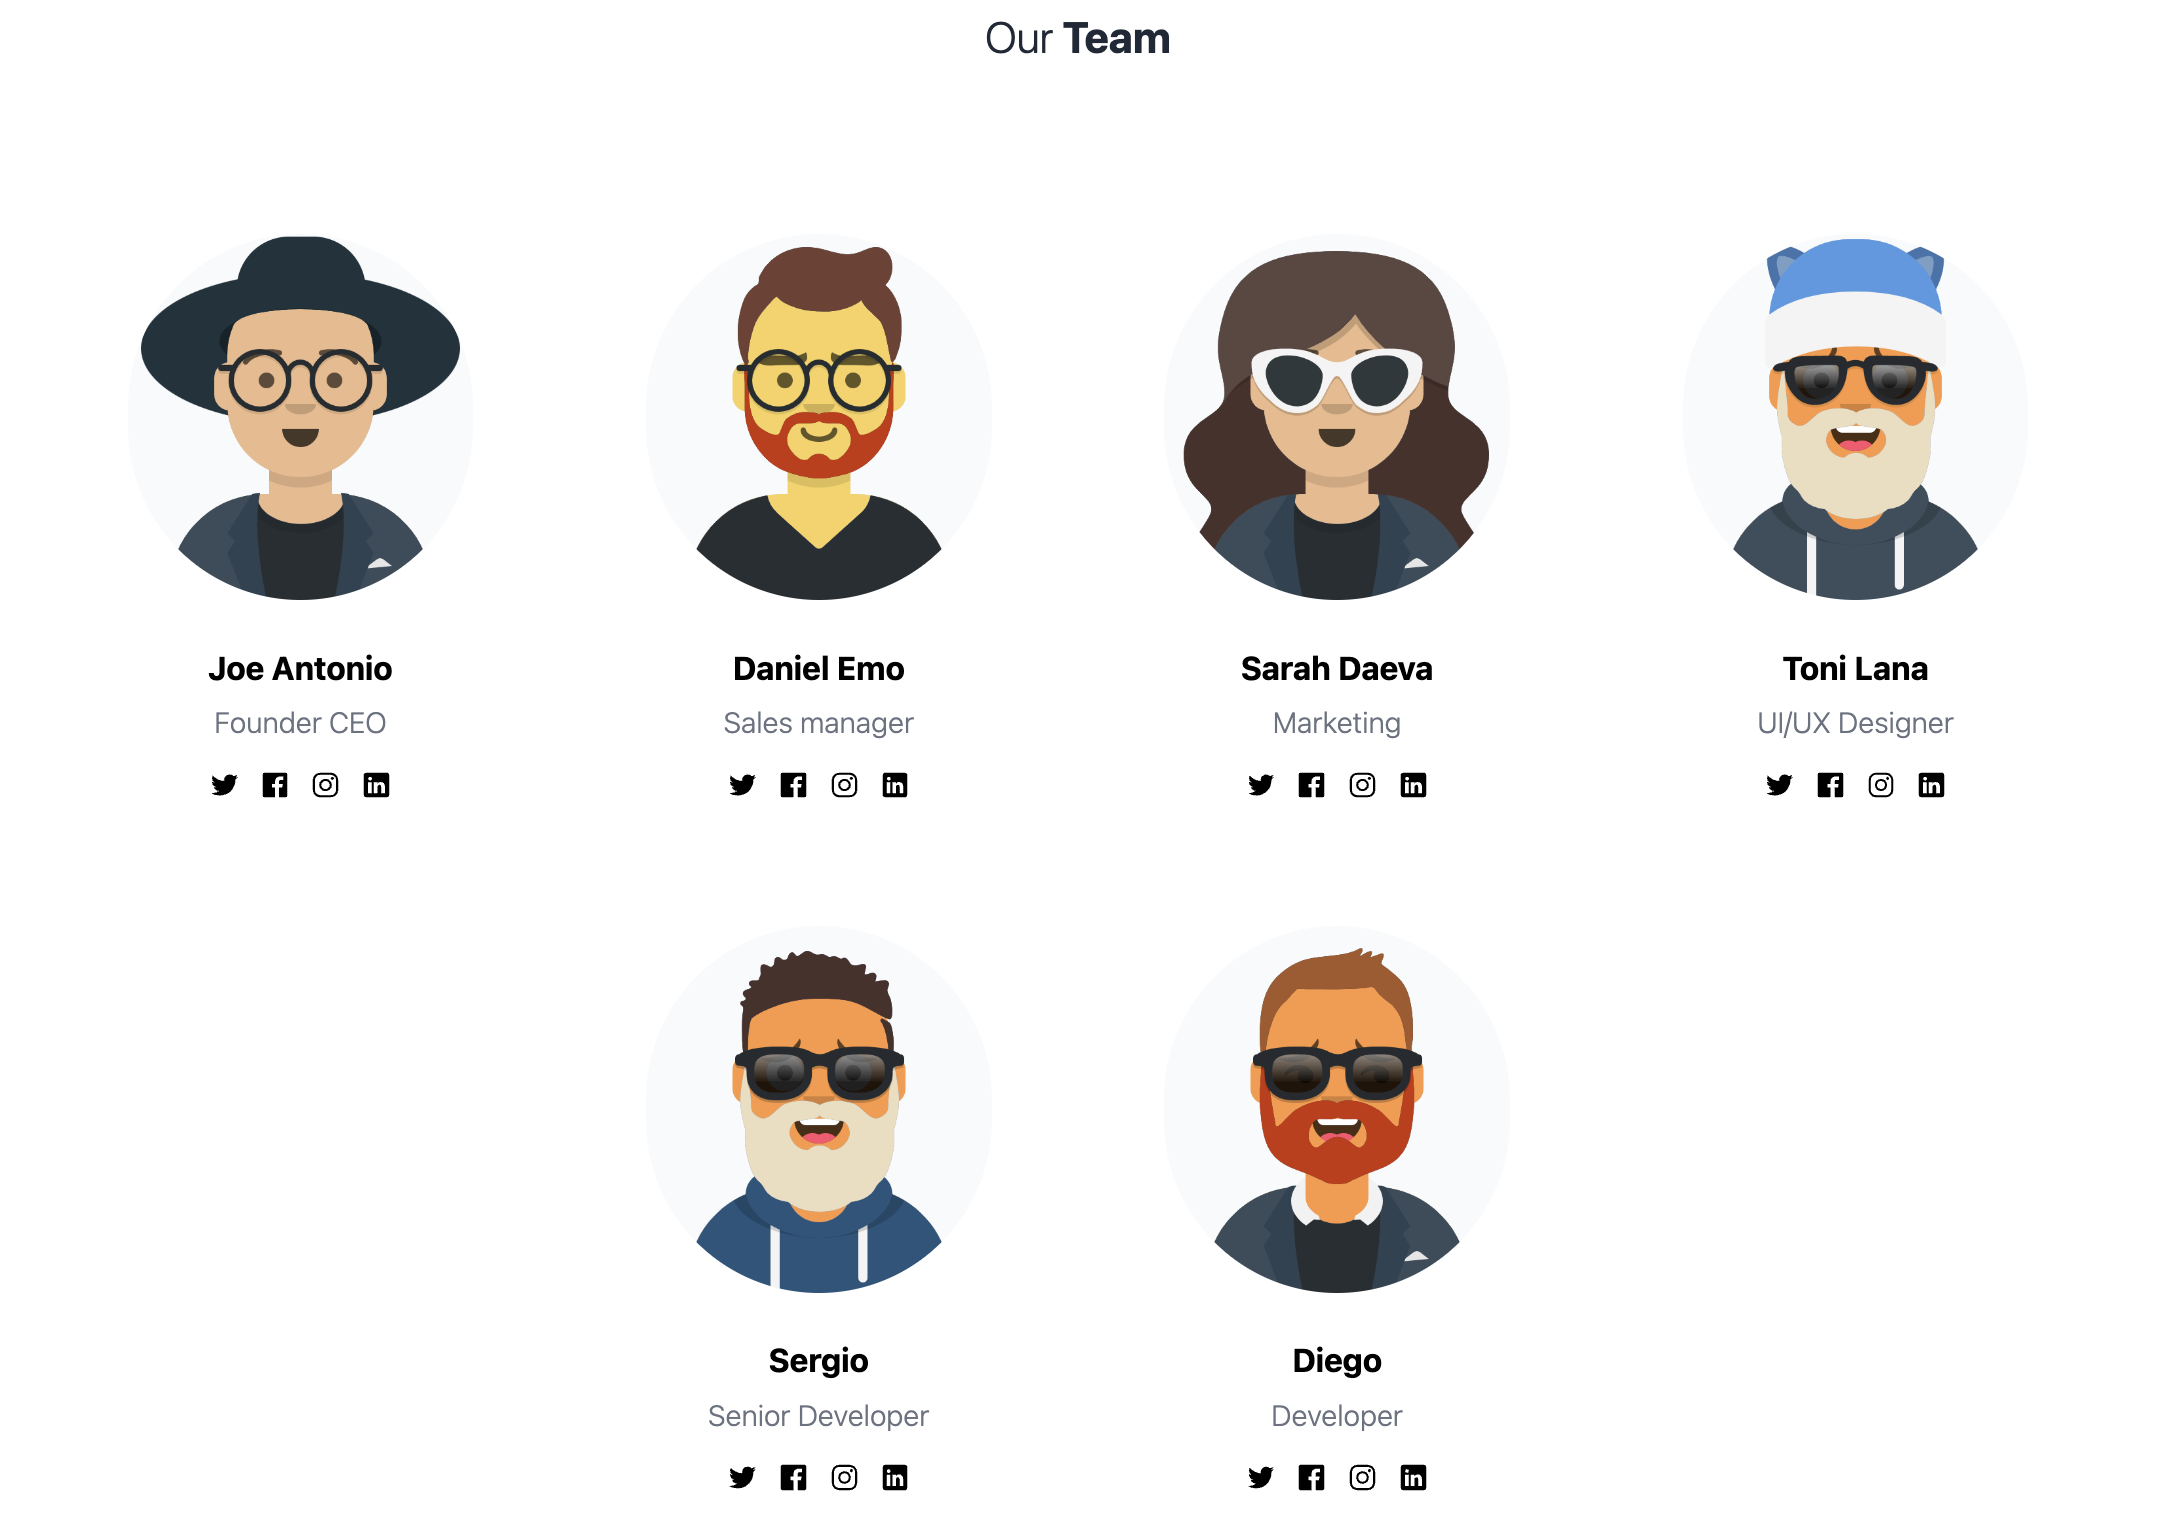 Our Team
Joe Antonio
Founder CEO
Daniel Emo
Sales manager
Sarah Daeva
Marketing
Toni Lana
UI/UX Designer
Sergio
Senior Developer
Diego
Developer